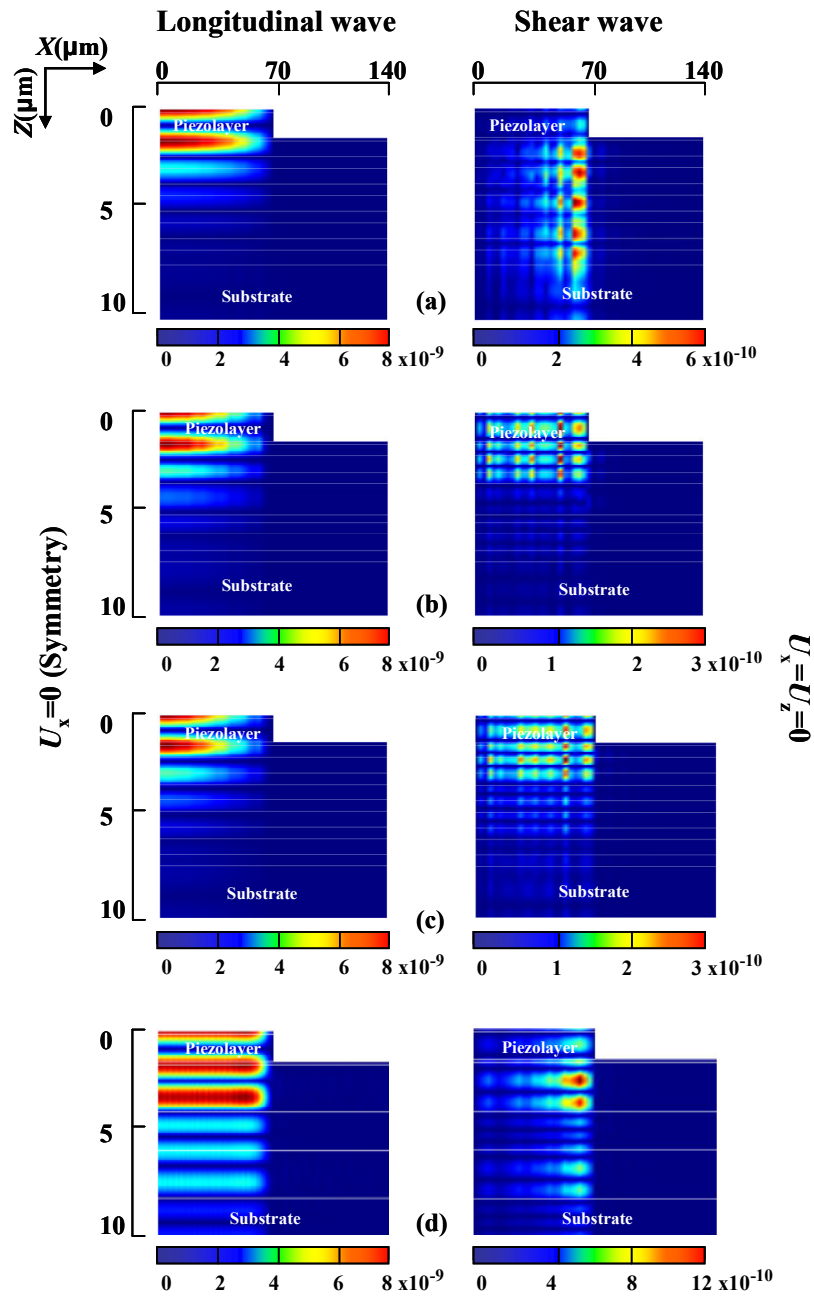 Longitudinal wave Shear wave
X(μm)
0 70 140 0 70 140
Z(μm)
0 Piezolayer Piezolayer
5
10 Substrate (a) Substrate
0 2 4 6 8 x10-9 0 2 4 6 x10-10
0 Piezolayer Piezolayer
5
10 Substrate (b) Substrate
0 2 4 6 8 x10-9 0 1 2 3 x10-10
Ux=0 (Symmetry)
Ux=Uz=0
0 Piezolayer Piezolayer
5
10 Substrate (c) Substrate
0 2 4 6 8 x10-9 0 1 2 3 x10-10
0 Piezolayer Piezolayer
5
10 Substrate (d) Substrate
0 2 4 6 8 x10-9 0 4 8 12 x10-10